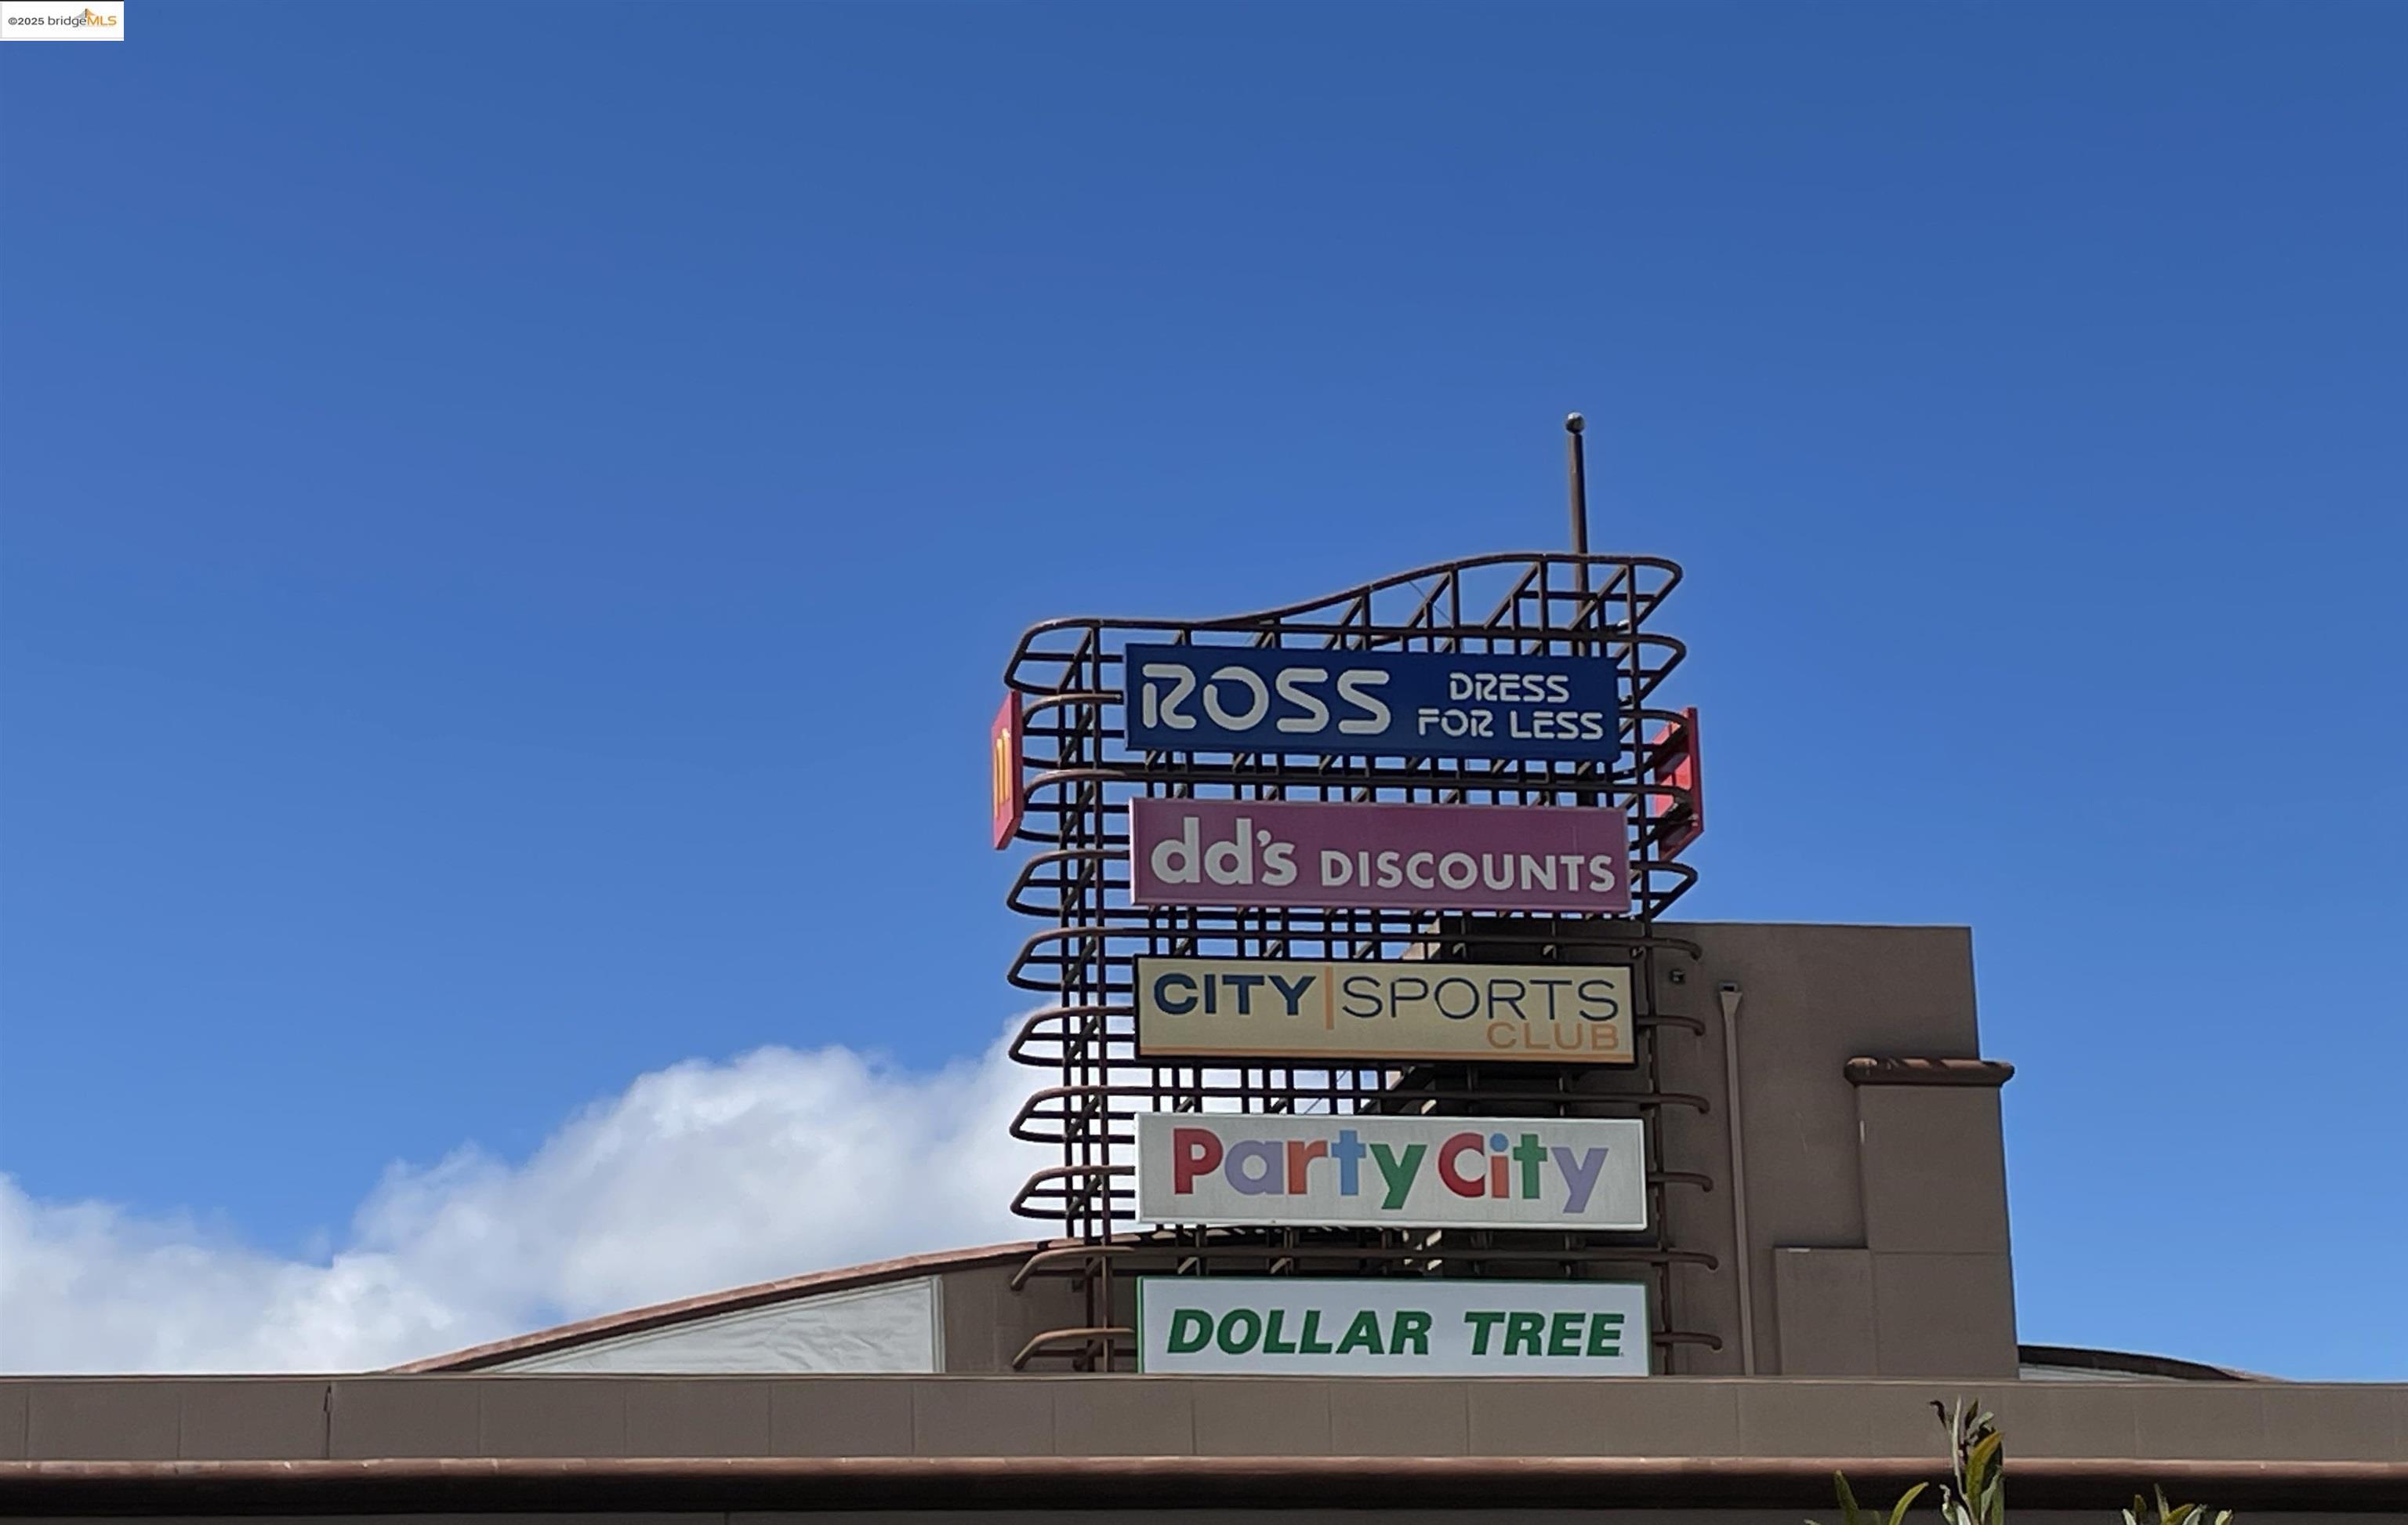 ©2025 bridgeMLS
ROSS DRESS
FOR LESS
dd's DISCOUNTS
CITY|SPORTS
CLUB
Party City
DOLLAR TREE